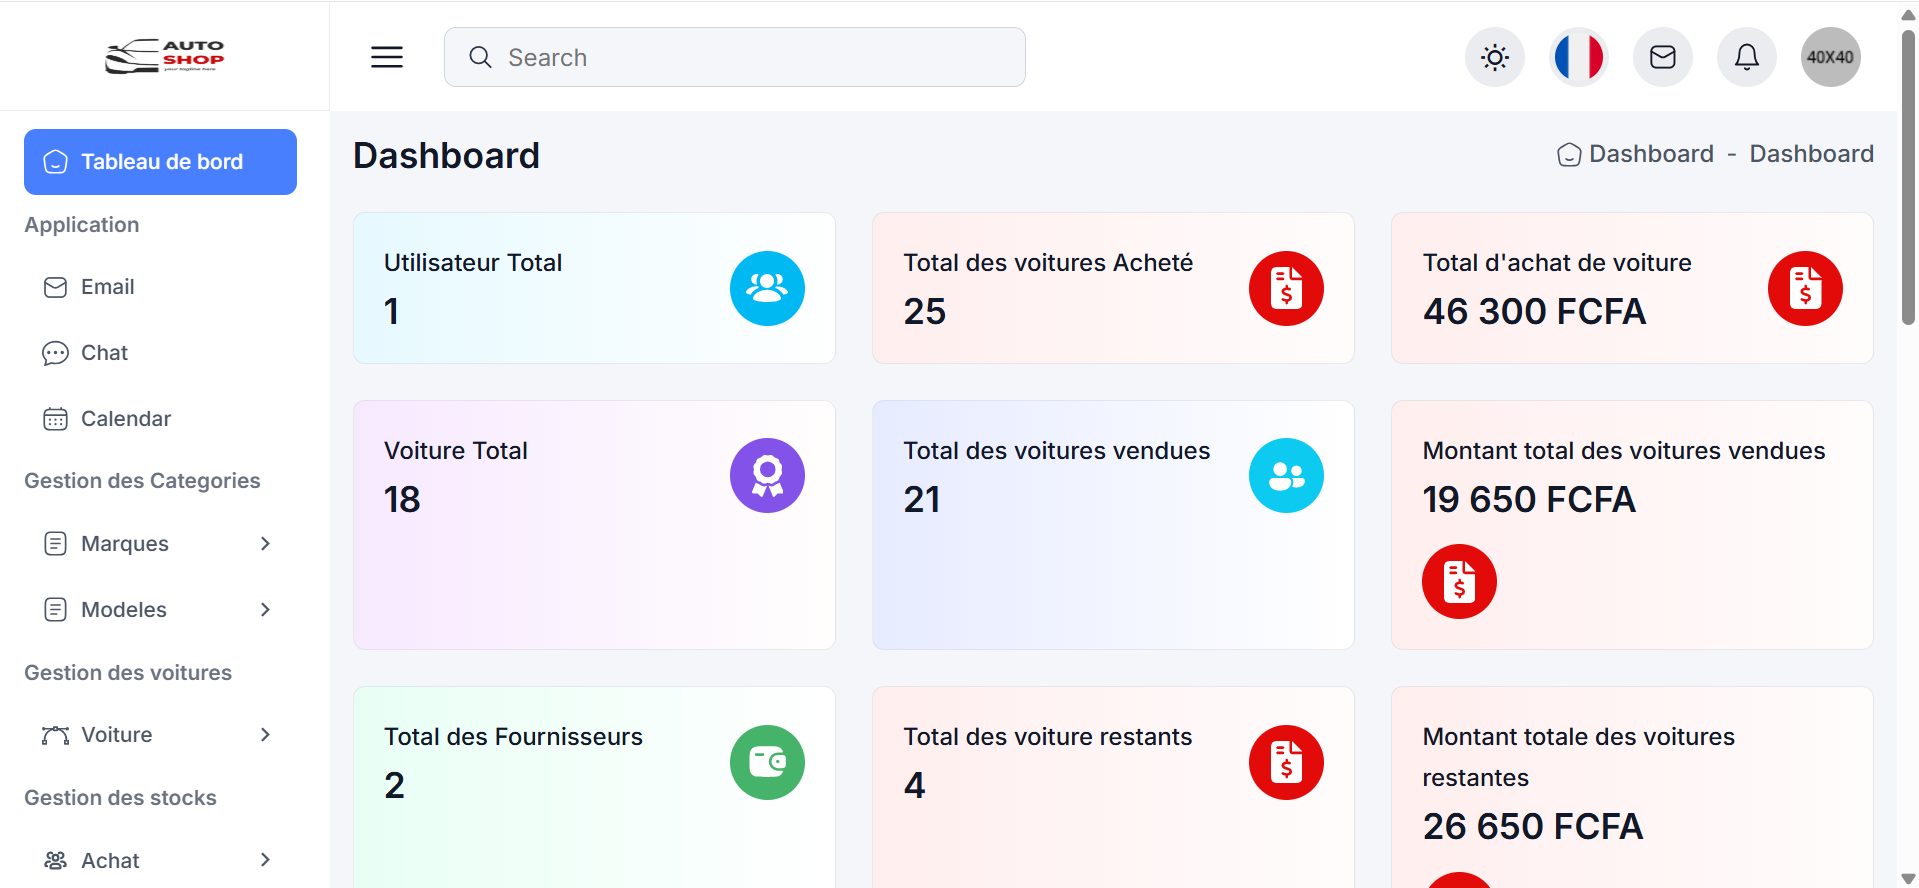 AUTO
SHOP
Search
40X40
Tableau de bord
Application
Email
Chat
Calendar
Gestion des Categories
Marques
Modeles
Gestion des voitures
Voiture
Gestion des stocks
Achat
Dashboard
Dashboard - Dashboard
Utilisateur Total
1
Total des voitures Acheté
25
Total d'achat de voiture
46 300 FCFA
Voiture Total
18
Total des voitures vendues
21
Montant total des voitures vendues
19 650 FCFA
Total des Fournisseurs
2
Total des voiture restants
4
Montant totale des voitures
restantes
26 650 FCFA